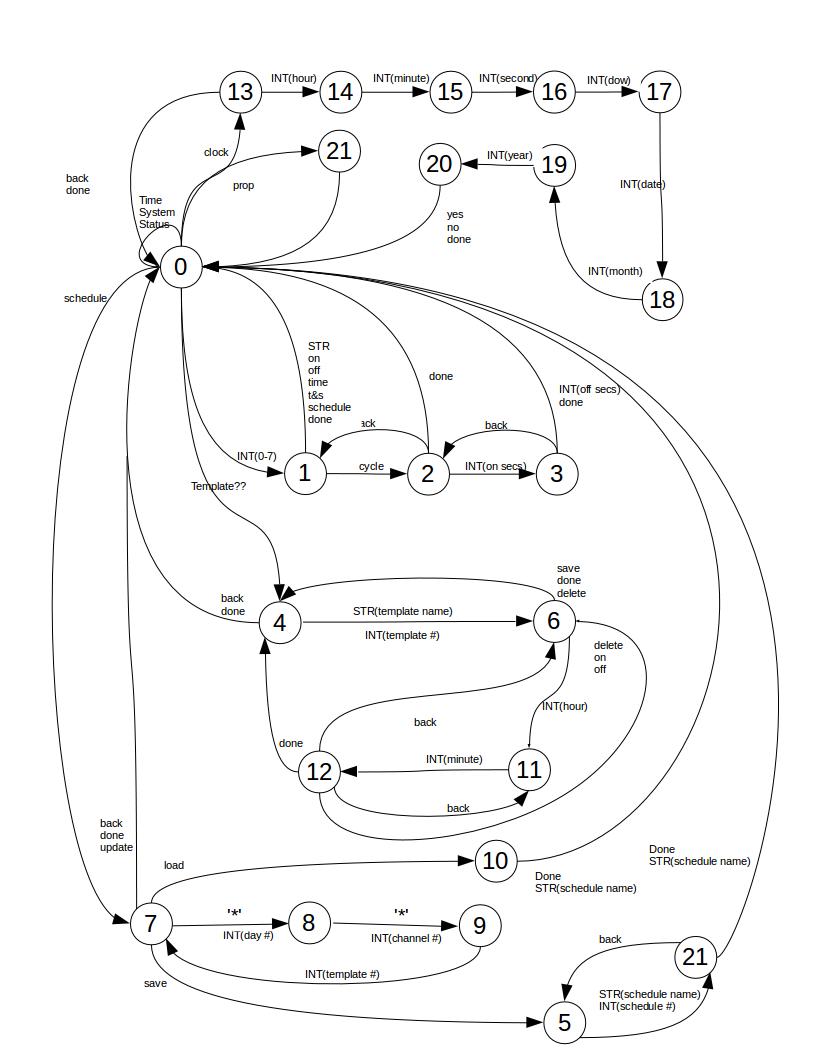 INT(hour)
INT(minute)
INT(second)
INT(dow)
13
14
15
16
17
clock
21
20
INT(year)
19
back
done
prop
INT(date)
Time
System
Status
yes
no
done
0
INT(month)
18
schedule
STR
on
off
time
t&s
schedule
done
done
INT(off secs)
done
back
INT(0-7)
1
cycle
2
INT(on secs)
3
Template??
save
done
delete
back
done
4
STR(template name)
INT(template #)
6
delete
on
off
INT(hour)
back
done
INT(minute)
12
11
back
back
done
update
load
10
Done
STR(schedule name)
Done
STR(schedule name)
7
'*'
INT(day #)
8
'*'
INT(channel #)
9
back
21
INT(template #)
save
STR(schedule name)
INT(schedule #)
5